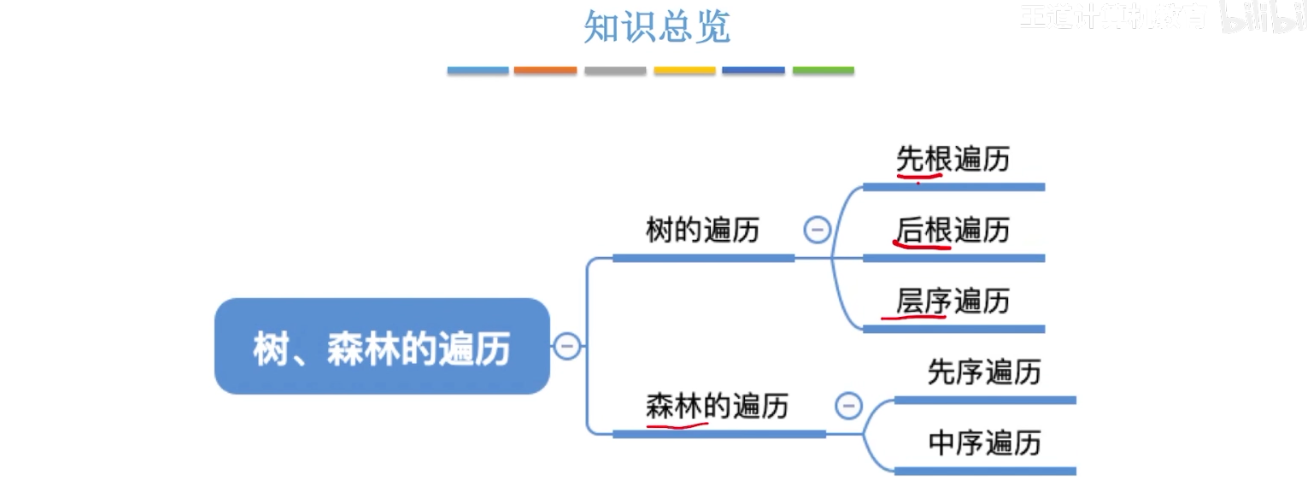 王道计算机教育 bilibili
知识总览
树、森林的遍历
树的遍历
先根遍历
后根遍历
层序遍历
森林的遍历
先序遍历
中序遍历